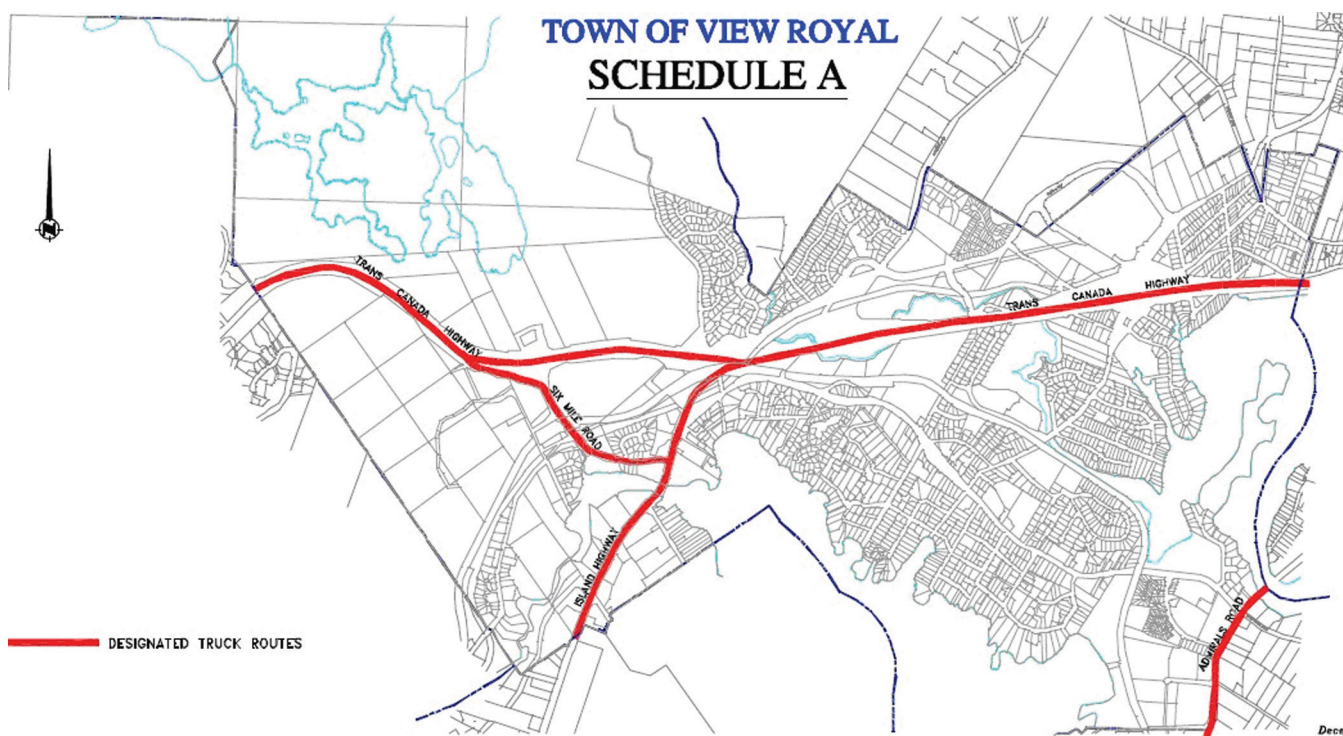 TOWN OF VIEW ROYAL
SCHEDULE A
N
TRANS CANADA HIGHWAY
TRANS CANADA HIGHWAY
SIX MILE ROAD
ISLAND HIGHWAY
ADMIRALS ROAD
DESIGNATED TRUCK ROUTES